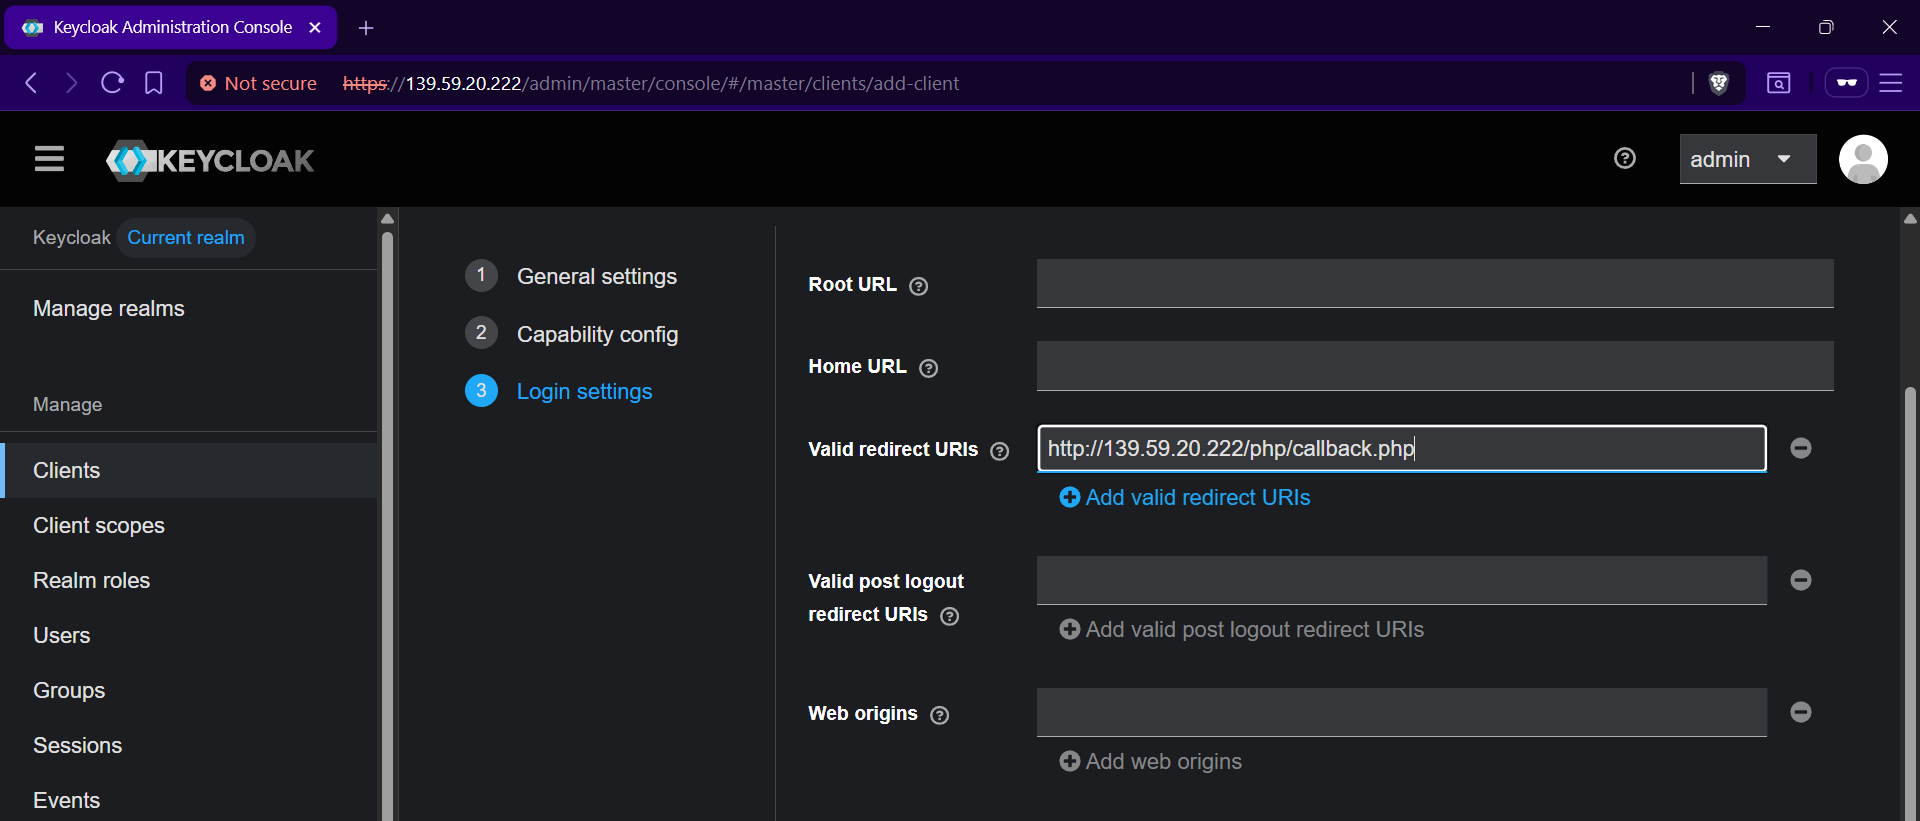 Keycloak Administration Console
Not secure https://139.59.20.222/admin/master/console/#/master/clients/add-client
KEYCLOAK
admin
Keycloak Current realm
Manage realms
Manage
Clients
Client scopes
Realm roles
Users
Groups
Sessions
Events
1 General settings
2 Capability config
3 Login settings
Root URL
Home URL
Valid redirect URIs http://139.59.20.222/php/callback.php
Add valid redirect URIs
Valid post logout
redirect URIs
Add valid post logout redirect URIs
Web origins
Add web origins